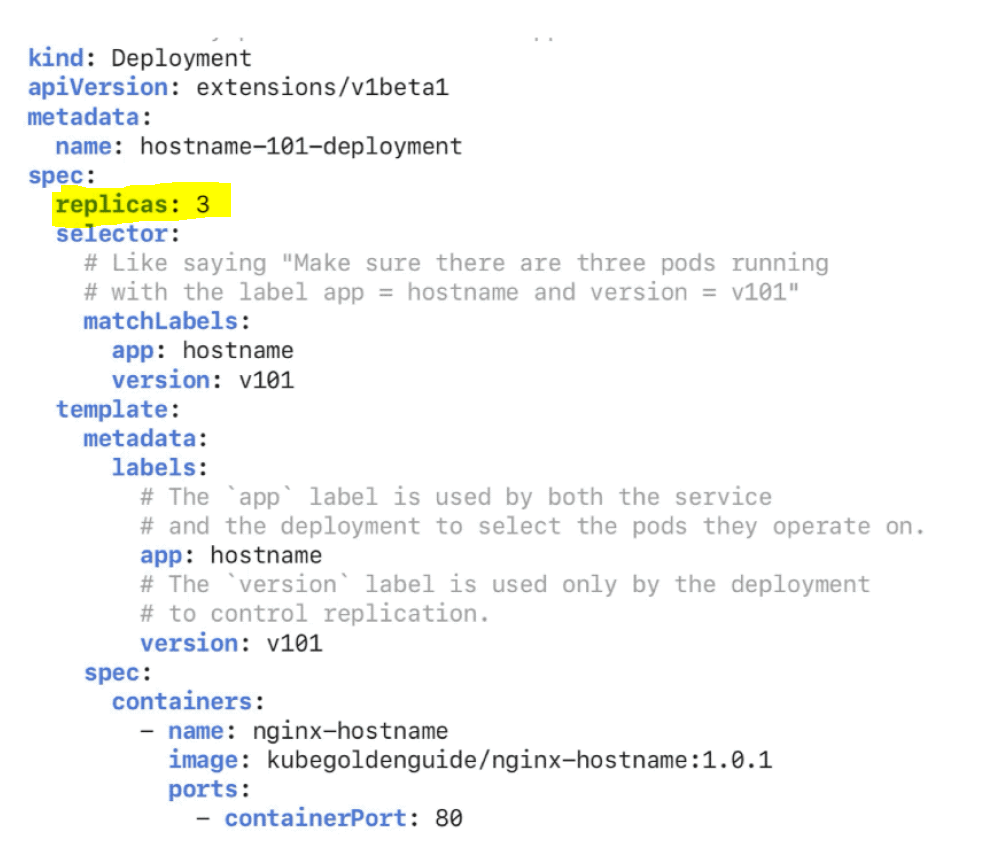 kind: Deployment
apiVersion: extensions/v1beta1
metadata:
  name: hostname-101-deployment
spec:
  replicas: 3
  selector:
    # Like saying "Make sure there are three pods running
    # with the label app = hostname and version = v101"
    matchLabels:
      app: hostname
      version: v101
  template:
    metadata:
      labels:
        # The `app` label is used by both the service
        # and the deployment to select the pods they operate on.
        app: hostname
        # The `version` label is used only by the deployment
        # to control replication.
        version: v101
    spec:
      containers:
        - name: nginx-hostname
          image: kubegoldenguide/nginx-hostname:1.0.1
          ports:
            - containerPort: 80